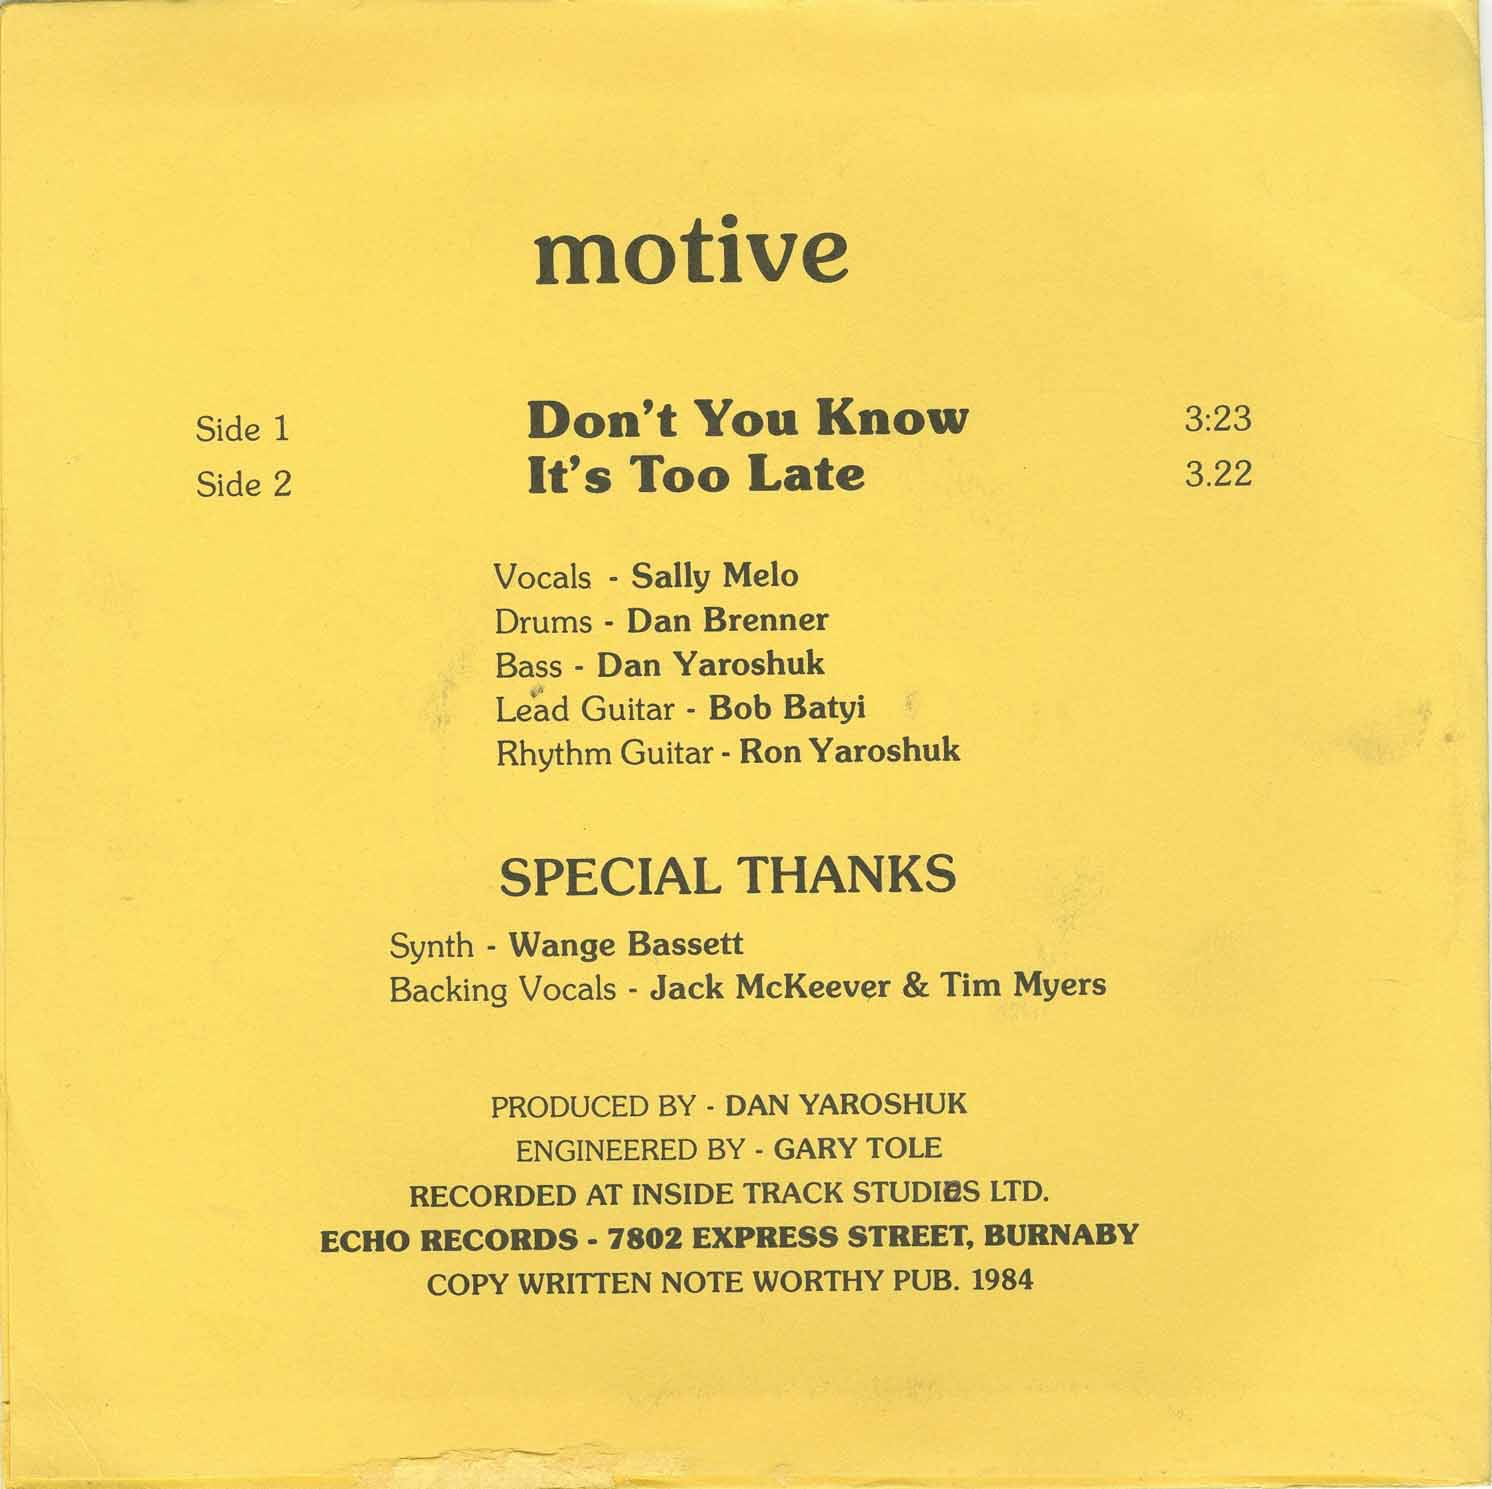 motive
Side 1 Don't You Know 3:23
Side 2 It's Too Late 3.22
Vocals - Sally Melo
Drums - Dan Brenner
Bass - Dan Yaroshuk
Lead Guitar - Bob Batyi
Rhythm Guitar - Ron Yaroshuk
SPECIAL THANKS
Synth - Wange Bassett
Backing Vocals - Jack McKeever & Tim Myers
PRODUCED BY - DAN YAROSHUK
ENGINEERED BY - GARY TOLE
RECORDED AT INSIDE TRACK STUDIES LTD.
ECHO RECORDS - 7802 EXPRESS STREET, BURNABY
COPY WRITTEN NOTE WORTHY PUB. 1984